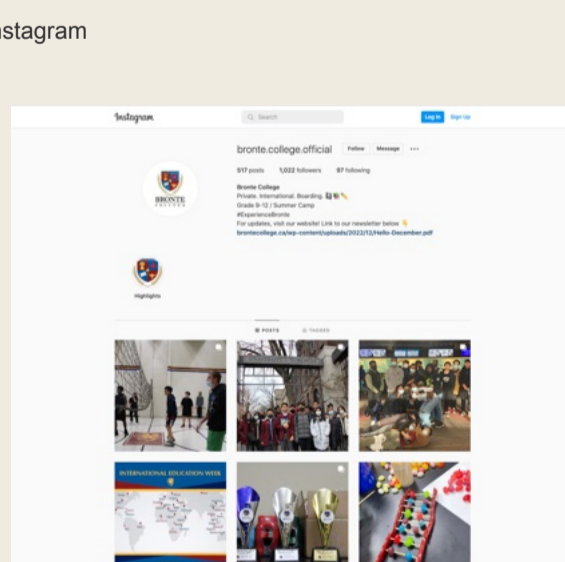 nstagram
Instagram
Search
Log In
Sign Up
bronte.college.official
Follow
Message
517 posts 1,022 followers 97 following
Bronte College
Private. International. Boarding.
Grade 9-12 / Summer Camp
#ExperienceBronte
For updates, visit our website! Link to our newsletter below
brontecollege.ca/wp-content/uploads/2022/12/Hello-December.pdf
BRONTE
COLLEGE
Highlights
POSTS
TAGGED
INTERNATIONAL EDUCATION WEEK